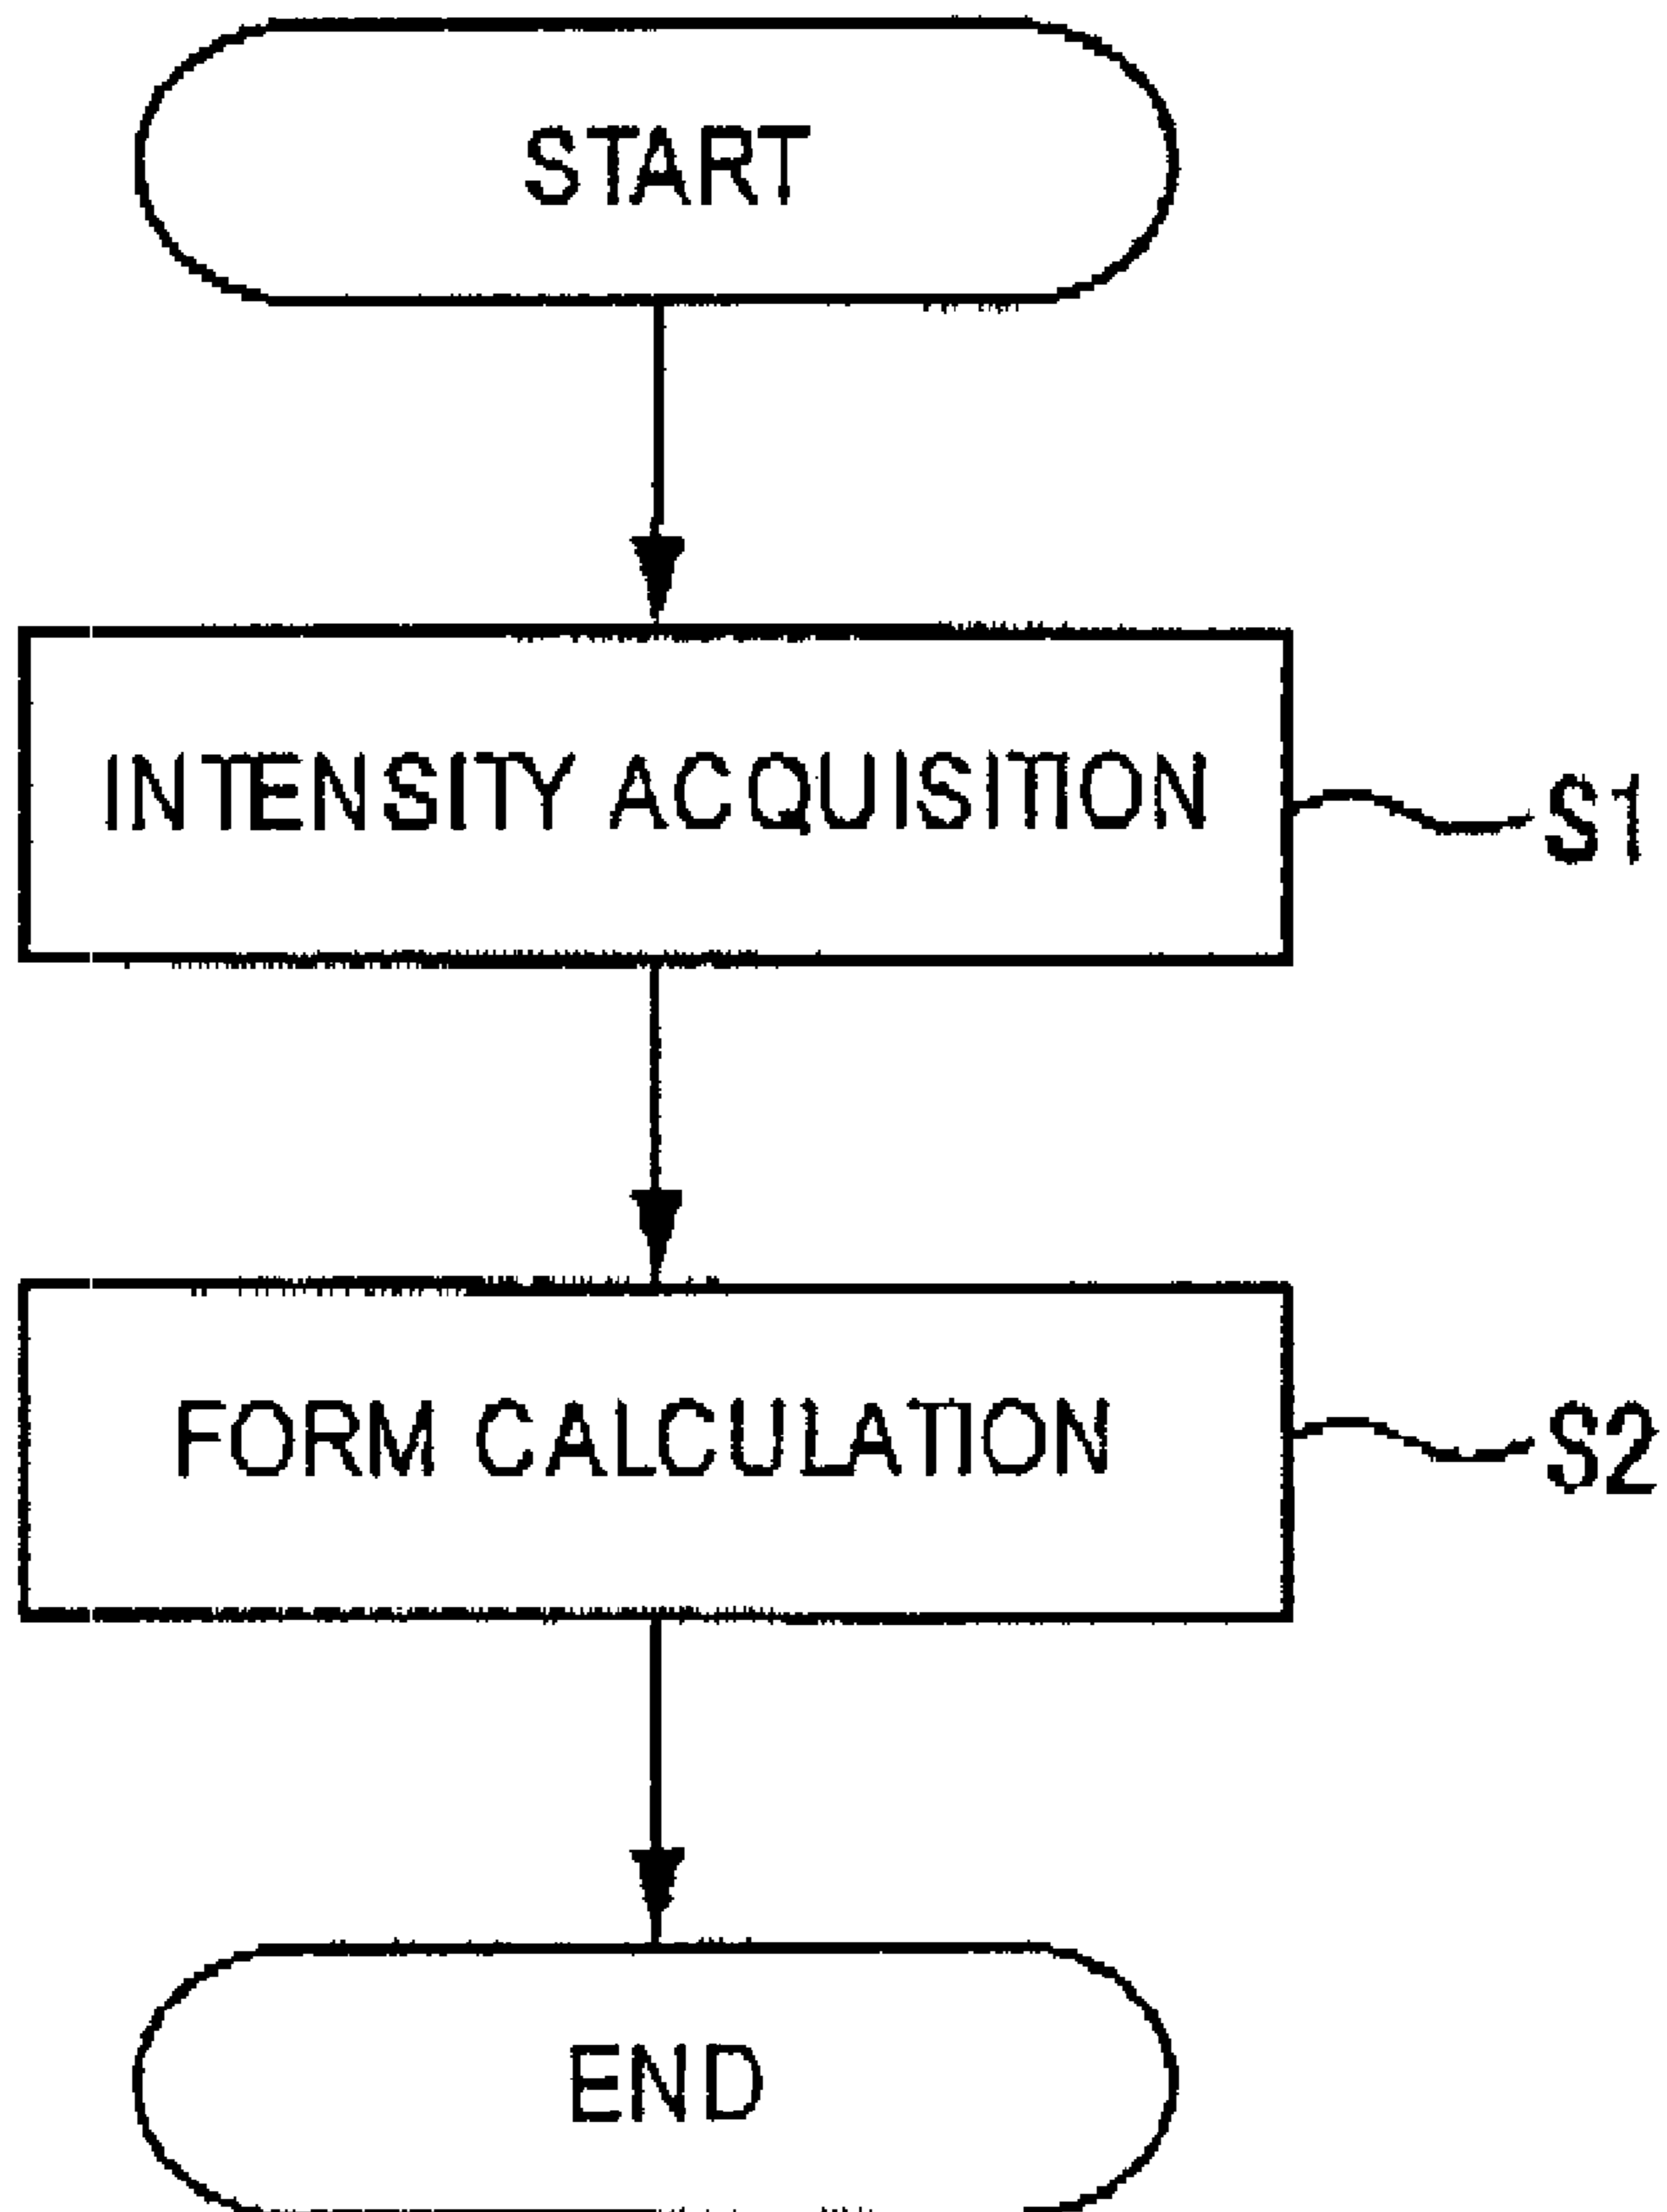 START
INTENSITY ACQUISITION
S1
FORM CALCULATION
S2
END